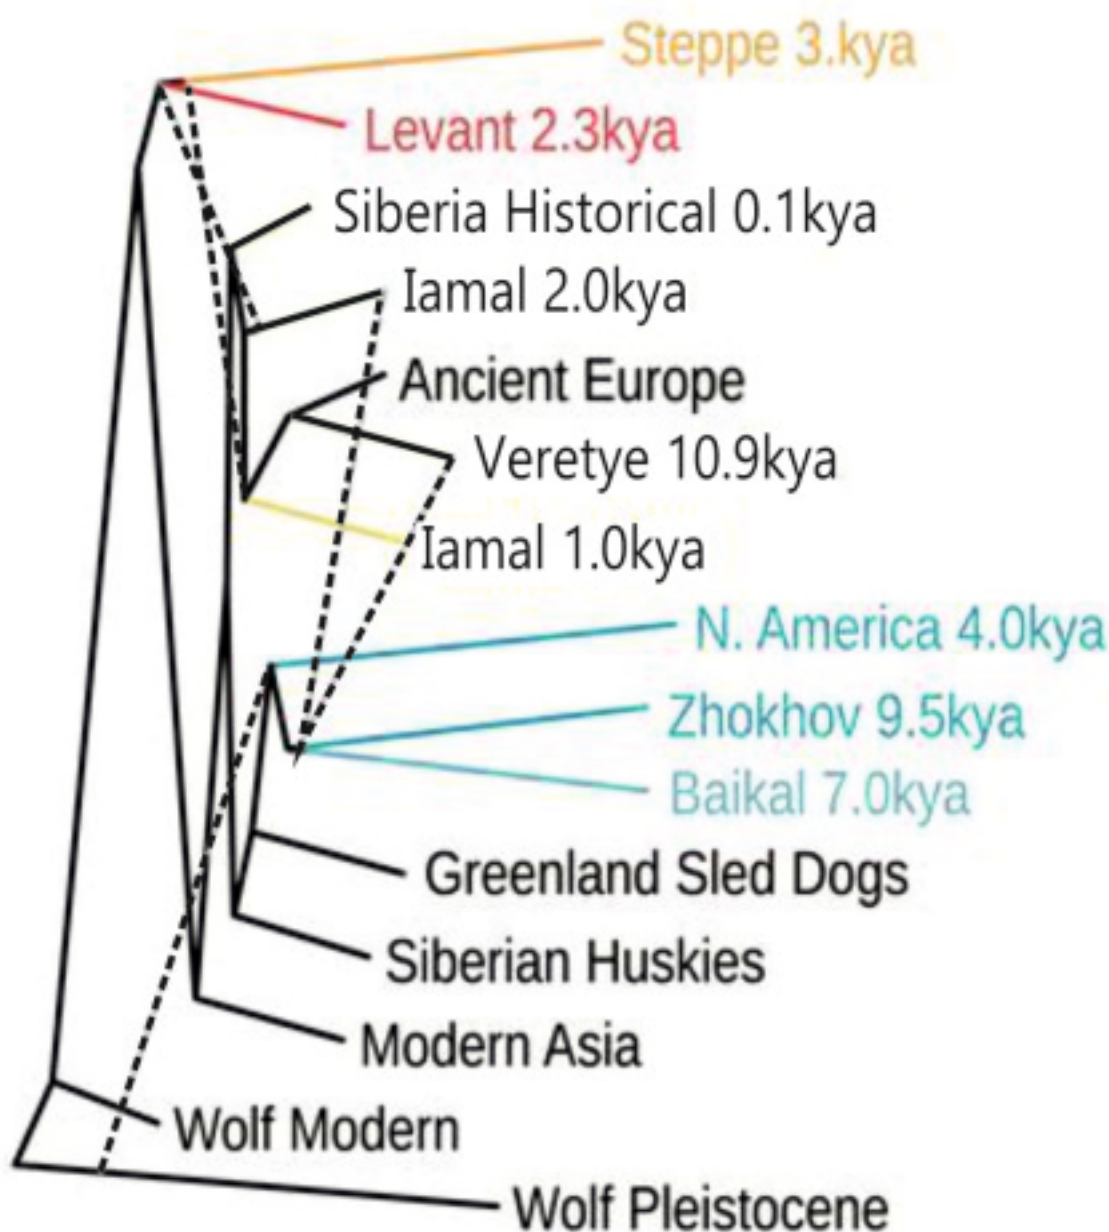 Steppe 3.kya
Levant 2.3kya
Siberia Historical 0.1kya
Iamal 2.0kya
Ancient Europe
Veretye 10.9kya
Iamal 1.0kya
N. America 4.0kya
Zhokhov 9.5kya
Baikal 7.0kya
Greenland Sled Dogs
Siberian Huskies
Modern Asia
Wolf Modern
Wolf Pleistocene